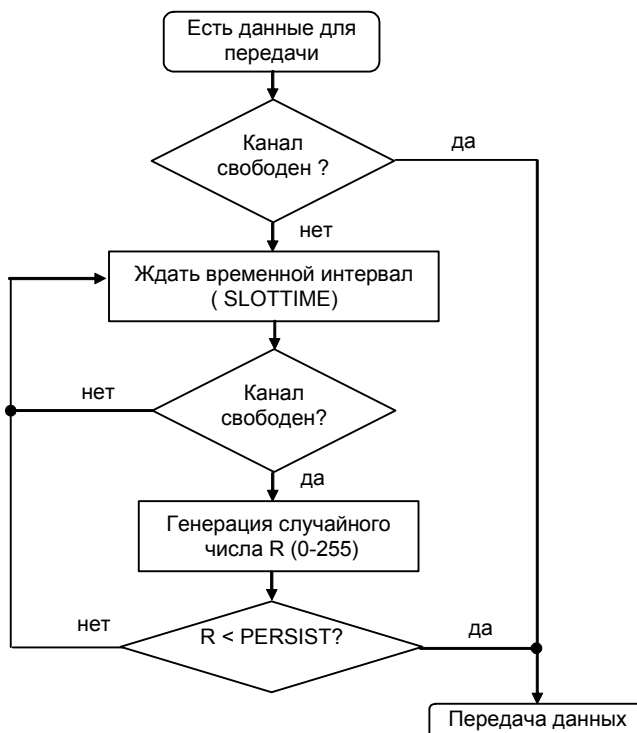 Есть данные для
передачи
Канал
свободен ?
да
нет
Ждать временной интервал
( SLOTTIME)
нет
Канал
свободен?
да
Генерация случайного
числа R (0-255)
нет
R < PERSIST?
да
Передача данных